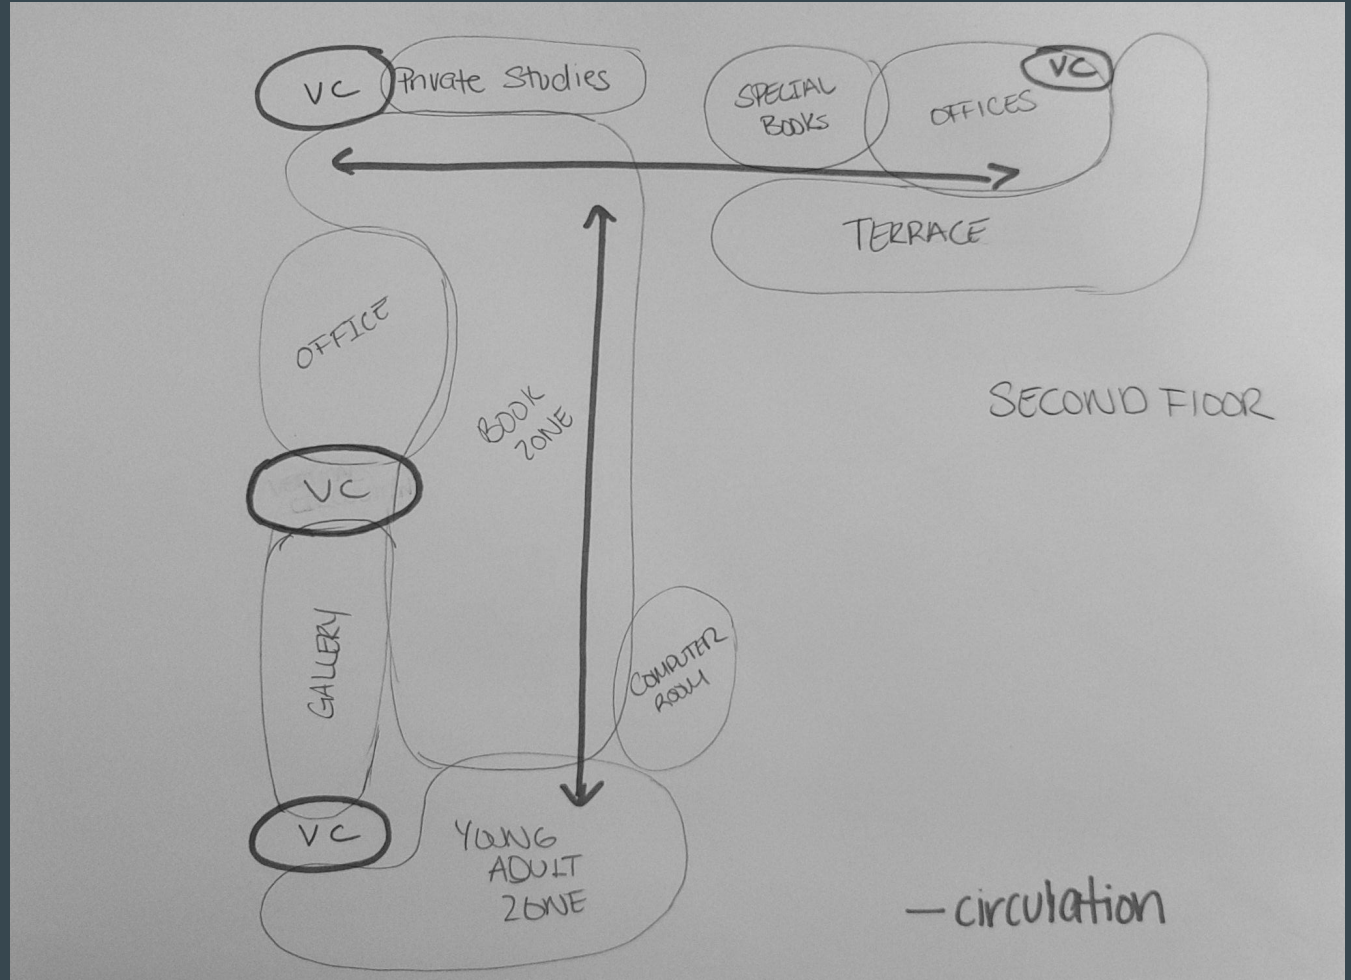 VC
Private Studies
SPECIAL
BOOKS
OFFICES
VC
TERRACE
OFFICE
BOOK
ZONE
SECOND FlOOR
VC
GALLERY
COMPUTER
ROOM
VC
YOUNG
ADULT
ZONE
— circulation